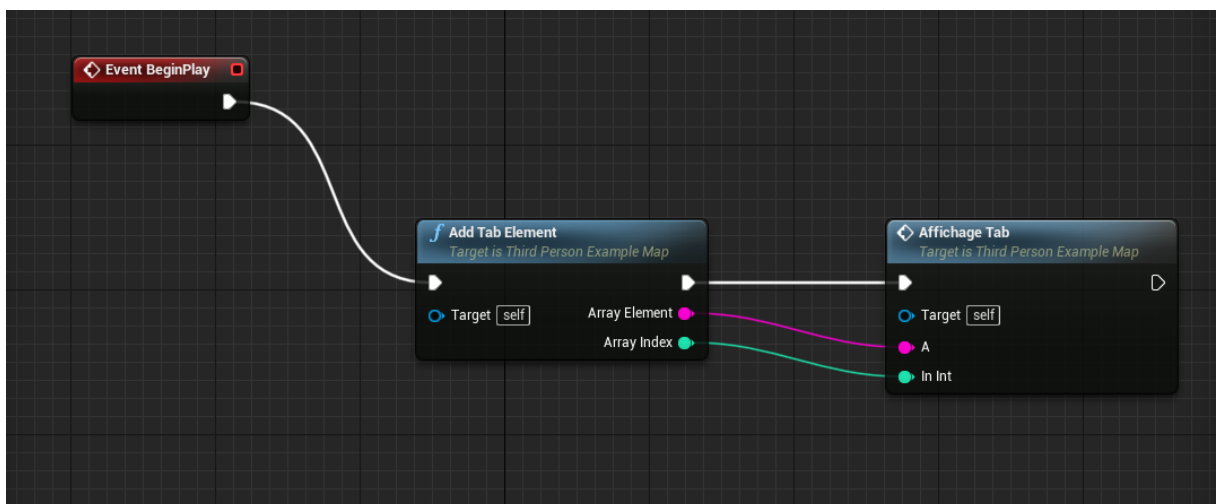 Event BeginPlay
f Add Tab Element
Target is Third Person Example Map
Target self
Array Element
Array Index
Affichage Tab
Target is Third Person Example Map
Target self
A
In Int